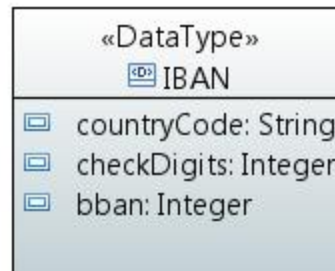 «DataType»
IBAN
countryCode: String
checkDigits: Integer
bban: Integer